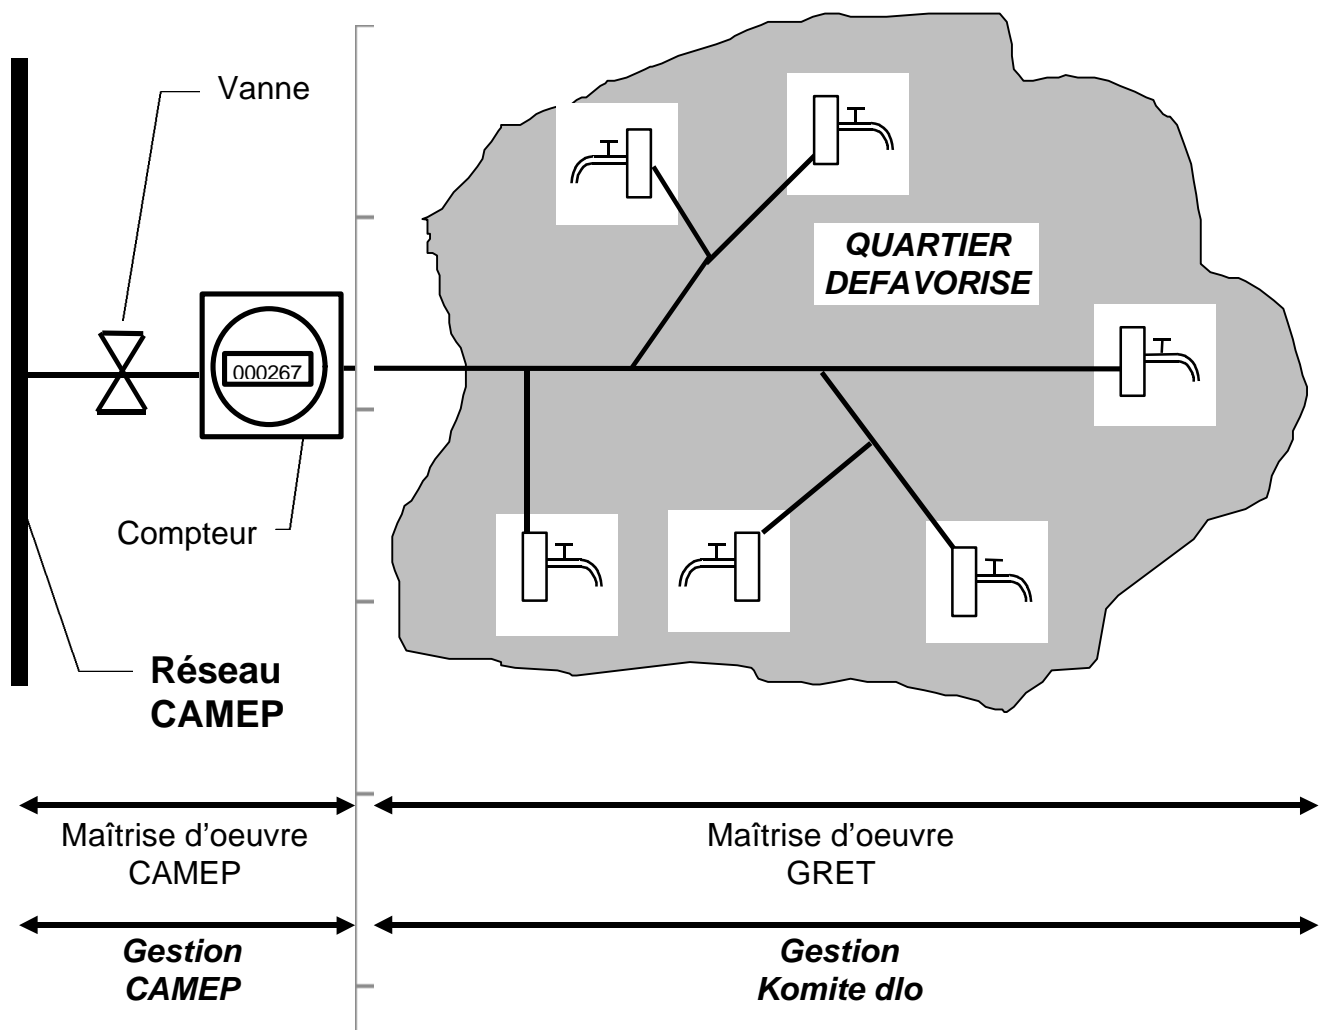 Vanne
QUARTIER
DEFAVORISE
000267
Compteur
Réseau
CAMEP
Maîtrise d'oeuvre
CAMEP
Maîtrise d'oeuvre
GRET
Gestion
CAMEP
Gestion
Komite dlo